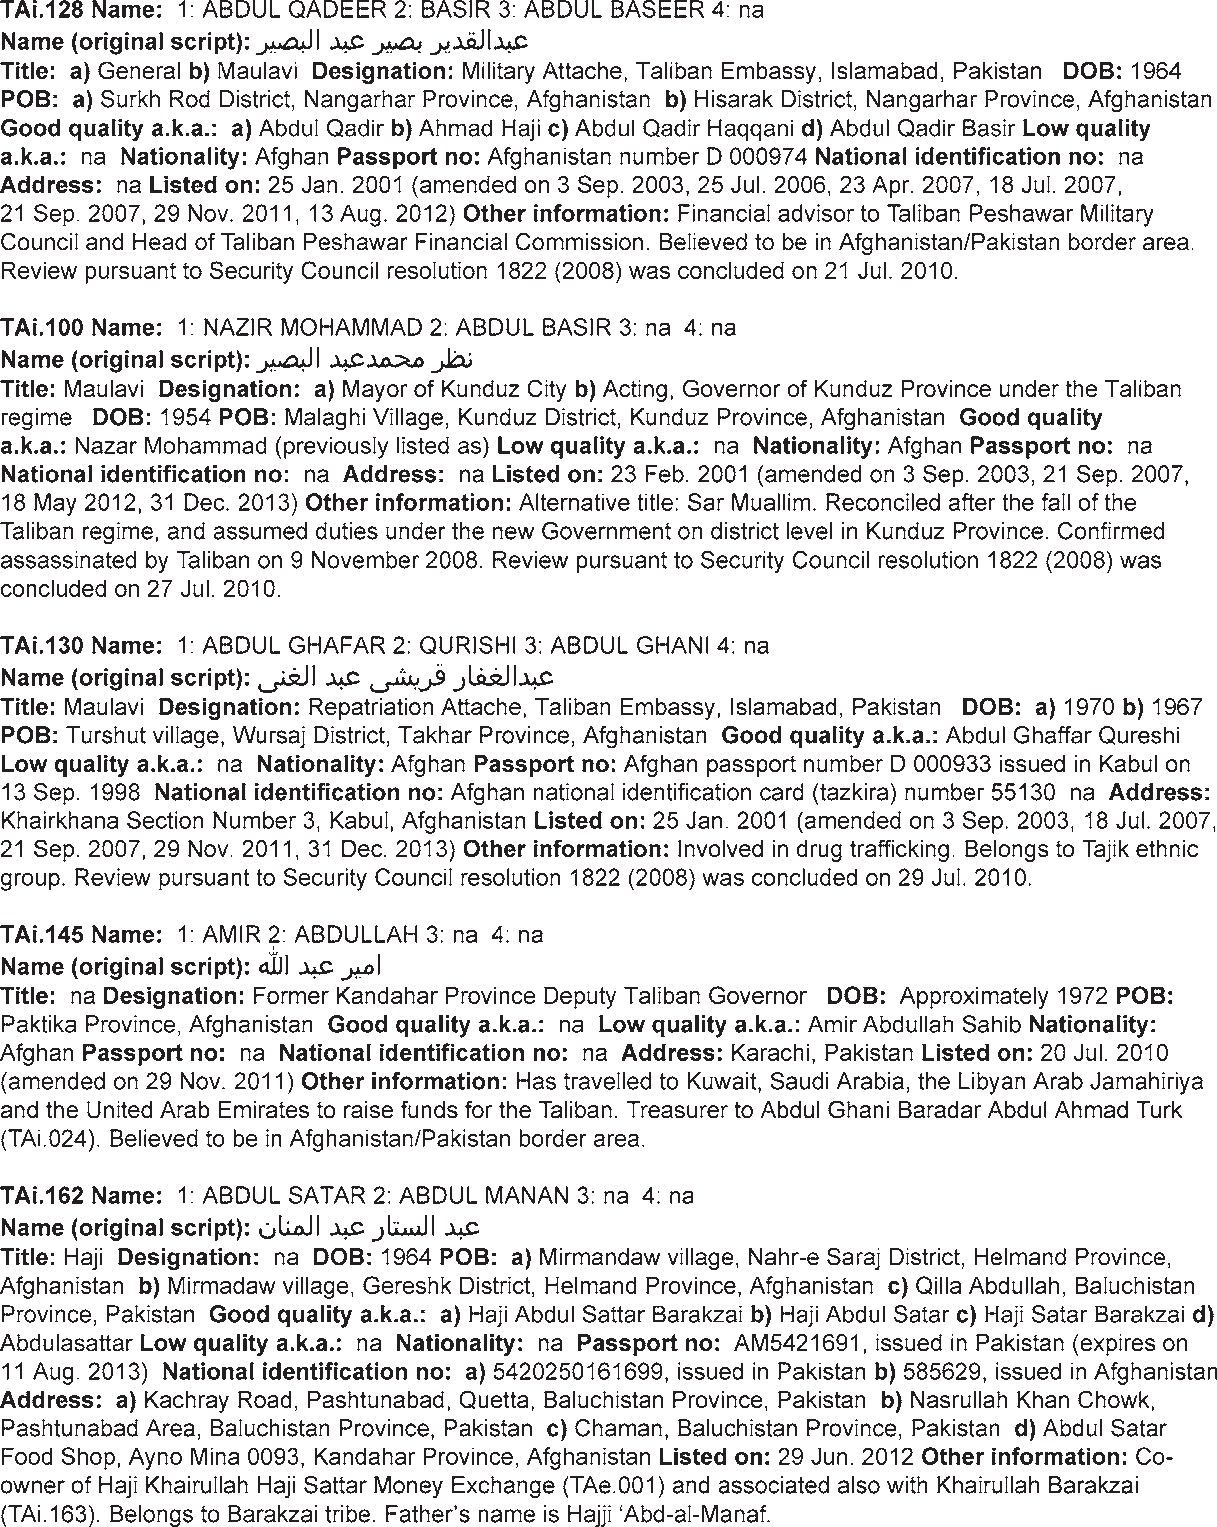 TAi.128 Name: 1: ABDUL QADEER 2: BASIR 3: ABDUL BASEER 4: na
Name (original script): عبدالقدیر بصیر عبد البصیر
Title: a) General b) Maulavi Designation: Military Attache, Taliban Embassy, Islamabad, Pakistan DOB: 1964
POB: a) Surkh Rod District, Nangarhar Province, Afghanistan b) Hisarak District, Nangarhar Province, Afghanistan
Good quality a.k.a.: a) Abdul Qadir b) Ahmad Haji c) Abdul Qadir Haqqani d) Abdul Qadir Basir Low quality
a.k.a.: na Nationality: Afghan Passport no: Afghanistan number D 000974 National identification no: na
Address: na Listed on: 25 Jan. 2001 (amended on 3 Sep. 2003, 25 Jul. 2006, 23 Apr. 2007, 18 Jul. 2007,
21 Sep. 2007, 29 Nov. 2011, 13 Aug. 2012) Other information: Financial advisor to Taliban Peshawar Military
Council and Head of Taliban Peshawar Financial Commission. Believed to be in Afghanistan/Pakistan border area.
Review pursuant to Security Council resolution 1822 (2008) was concluded on 21 Jul. 2010.
TAi.100 Name: 1: NAZIR MOHAMMAD 2: ABDUL BASIR 3: na 4: na
Name (original script): نظر محمدعبد البصیر
Title: Maulavi Designation: a) Mayor of Kunduz City b) Acting, Governor of Kunduz Province under the Taliban
regime DOB: 1954 POB: Malaghi Village, Kunduz District, Kunduz Province, Afghanistan Good quality
a.k.a.: Nazar Mohammad (previously listed as) Low quality a.k.a.: na Nationality: Afghan Passport no: na
National identification no: na Address: na Listed on: 23 Feb. 2001 (amended on 3 Sep. 2003, 21 Sep. 2007,
18 May 2012, 31 Dec. 2013) Other information: Alternative title: Sar Muallim. Reconciled after the fall of the
Taliban regime, and assumed duties under the new Government on district level in Kunduz Province. Confirmed
assassinated by Taliban on 9 November 2008. Review pursuant to Security Council resolution 1822 (2008) was
concluded on 27 Jul. 2010.
TAi.130 Name: 1: ABDUL GHAFAR 2: QURISHI 3: ABDUL GHANI 4: na
Name (original script): عبدالغفار قریشی عبد الغنی
Title: Maulavi Designation: Repatriation Attache, Taliban Embassy, Islamabad, Pakistan DOB: a) 1970 b) 1967
POB: Turshut village, Wursaj District, Takhar Province, Afghanistan Good quality a.k.a.: Abdul Ghaffar Qureshi
Low quality a.k.a.: na Nationality: Afghan Passport no: Afghan passport number D 000933 issued in Kabul on
13 Sep. 1998 National identification no: Afghan national identification card (tazkira) number 55130 na Address:
Khairkhana Section Number 3, Kabul, Afghanistan Listed on: 25 Jan. 2001 (amended on 3 Sep. 2003, 18 Jul. 2007,
21 Sep. 2007, 29 Nov. 2011, 31 Dec. 2013) Other information: Involved in drug trafficking. Belongs to Tajik ethnic
group. Review pursuant to Security Council resolution 1822 (2008) was concluded on 29 Jul. 2010.
TAi.145 Name: 1: AMIR 2: ABDULLAH 3: na 4: na
Name (original script): امیر عبد الله
Title: na Designation: Former Kandahar Province Deputy Taliban Governor DOB: Approximately 1972 POB:
Paktika Province, Afghanistan Good quality a.k.a.: na Low quality a.k.a.: Amir Abdullah Sahib Nationality:
Afghan Passport no: na National identification no: na Address: Karachi, Pakistan Listed on: 20 Jul. 2010
(amended on 29 Nov. 2011) Other information: Has travelled to Kuwait, Saudi Arabia, the Libyan Arab Jamahiriya
and the United Arab Emirates to raise funds for the Taliban. Treasurer to Abdul Ghani Baradar Abdul Ahmad Turk
(TAi.024). Believed to be in Afghanistan/Pakistan border area.
TAi.162 Name: 1: ABDUL SATAR 2: ABDUL MANAN 3: na 4: na
Name (original script): عبد الستار عبد المنان
Title: Haji Designation: na DOB: 1964 POB: a) Mirmandaw village, Nahr-e Saraj District, Helmand Province,
Afghanistan b) Mirmadaw village, Gereshk District, Helmand Province, Afghanistan c) Qilla Abdullah, Baluchistan
Province, Pakistan Good quality a.k.a.: a) Haji Abdul Sattar Barakzai b) Haji Abdul Satar c) Haji Satar Barakzai d)
Abdulasattar Low quality a.k.a.: na Nationality: na Passport no: AM5421691, issued in Pakistan (expires on
11 Aug. 2013) National identification no: a) 5420250161699, issued in Pakistan b) 585629, issued in Afghanistan
Address: a) Kachray Road, Pashtunabad, Quetta, Baluchistan Province, Pakistan b) Nasrullah Khan Chowk,
Pashtunabad Area, Baluchistan Province, Pakistan c) Chaman, Baluchistan Province, Pakistan d) Abdul Satar
Food Shop, Ayno Mina 0093, Kandahar Province, Afghanistan Listed on: 29 Jun. 2012 Other information: Co-
owner of Haji Khairullah Haji Sattar Money Exchange (TAe.001) and associated also with Khairullah Barakzai
(TAi.163). Belongs to Barakzai tribe. Father’s name is Hajji ‘Abd-al-Manaf.